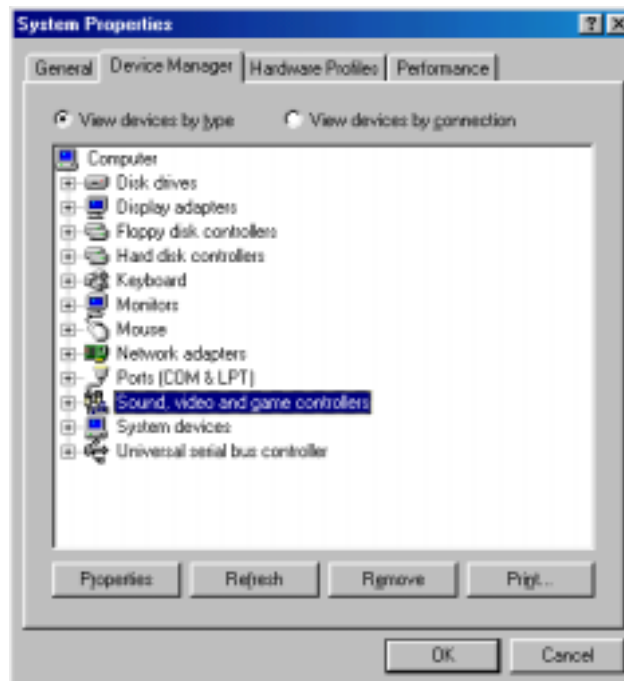 System Properties
General Device Manager Hardware Profiles Performance
View devices by type View devices by connection
Computer
Disk drives
Display adapters
Floppy disk controllers
Hard disk controllers
Keyboard
Monitors
Mouse
Network adapters
Ports (COM & LPT)
Sound, video and game controllers
System devices
Universal serial bus controller
Properties Refresh Remove Print...
OK Cancel